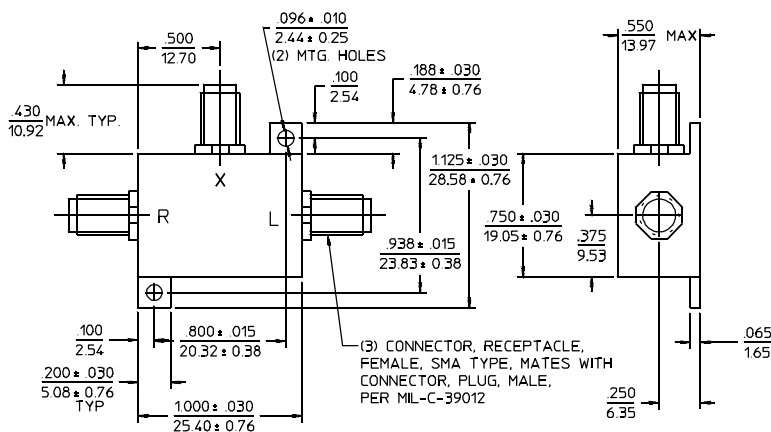 .096± .010
2.44± 0.25
(2) MTG. HOLES
.500
12.70
.100
2.54
.188± .030
4.78± 0.76
.550
13.97
MAX
.430
10.92
MAX. TYP.
X
R
L
1.125± .030
28.58± 0.76
.750± .030
19.05± 0.76
.938± .015
23.83± 0.38
.375
9.53
.100
2.54
.800± .015
20.32± 0.38
(3) CONNECTOR, RECEPTACLE,
FEMALE, SMA TYPE, MATES WITH
CONNECTOR, PLUG, MALE,
PER MIL-C-39012
.065
1.65
.200± .030
5.08± 0.76
TYP
1.000± .030
25.40± 0.76
.250
6.35